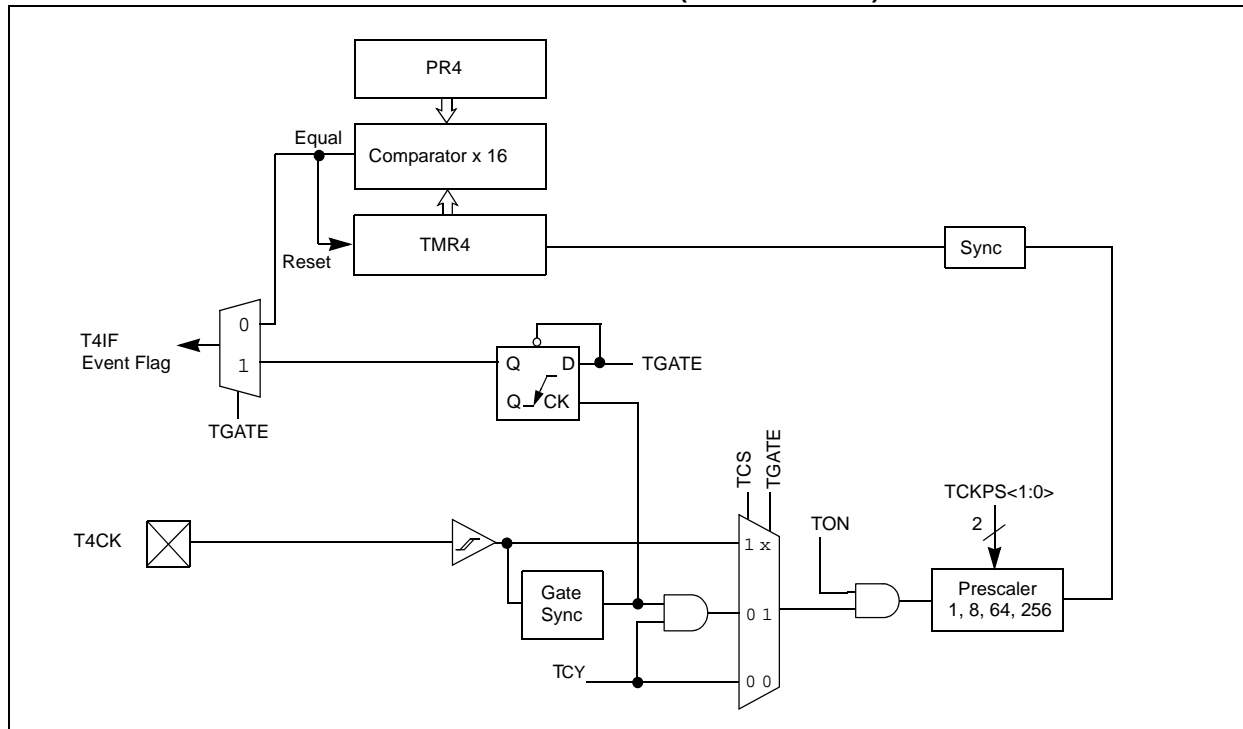 PR4
Equal
Comparator x 16
TMR4
Reset
Sync
0
T4IF
Event Flag
1
Q
D
TGATE
Q
CK
TGATE
TCS
TGATE
TCKPS<1:0>
2
TON
T4CK
1 x
Gate
Sync
0 1
Prescaler
1, 8, 64, 256
TCY
0 0